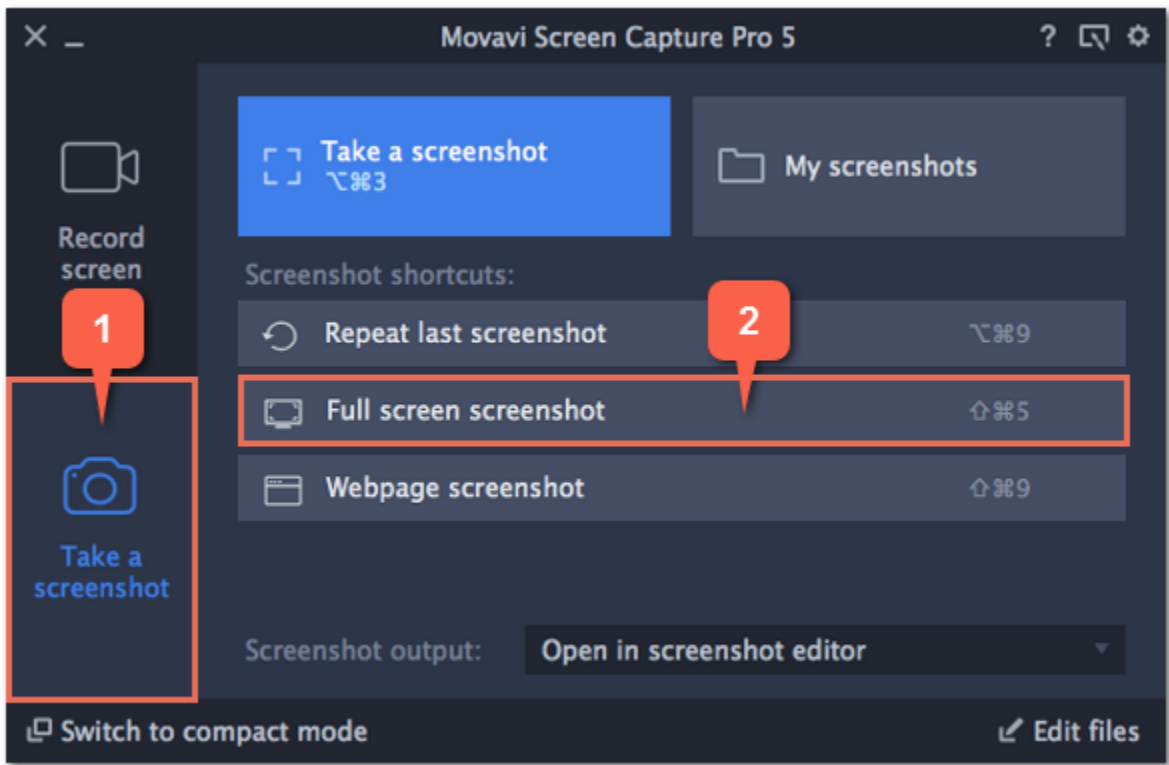 Movavi Screen Capture Pro 5
?
Take a screenshot
⌥⌘3
My screenshots
Record
screen
Screenshot shortcuts:
1
2
Repeat last screenshot ⌥⌘9
Full screen screenshot ⇧⌘5
Webpage screenshot ⇧⌘9
Take a
screenshot
Screenshot output: Open in screenshot editor
Switch to compact mode
Edit files